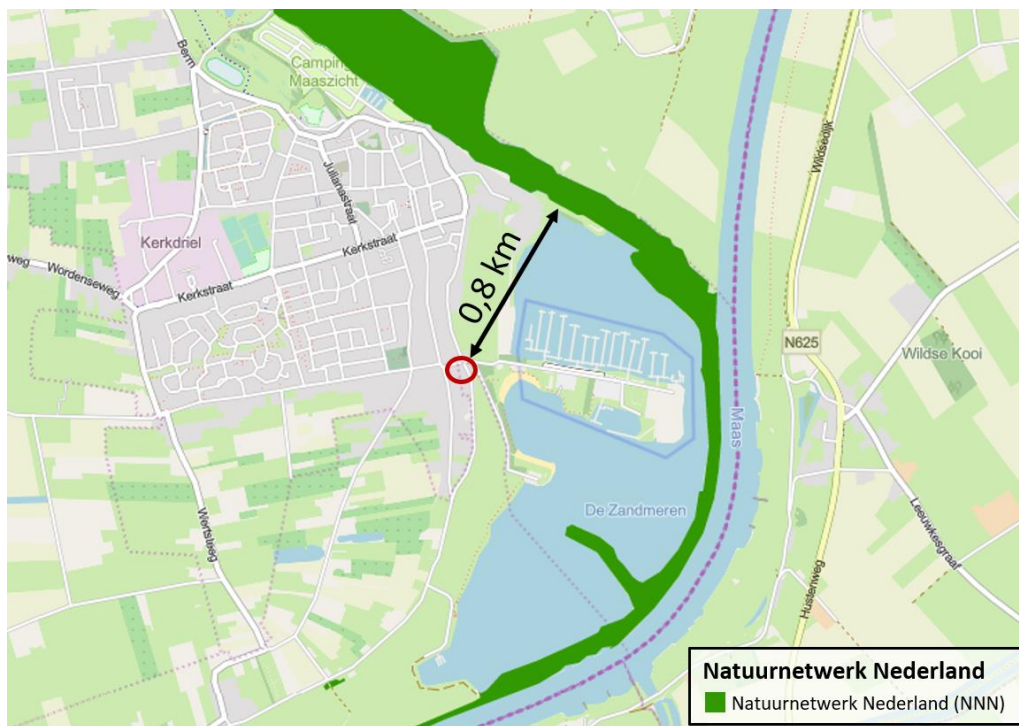 Berm
Camping
Maaszicht
Julianastraat
Kerkdriel
Kerkstraat
weg
Wordenseweg
Kerkstraat
0,8 km
Wildsedijk
N625
Wildse Kooi
Maas
De Zandmeren
Wertsteeg
Leeuwkesgraaf
Hustenweg
Natuurnetwerk Nederland
Natuurnetwerk Nederland (NNN)